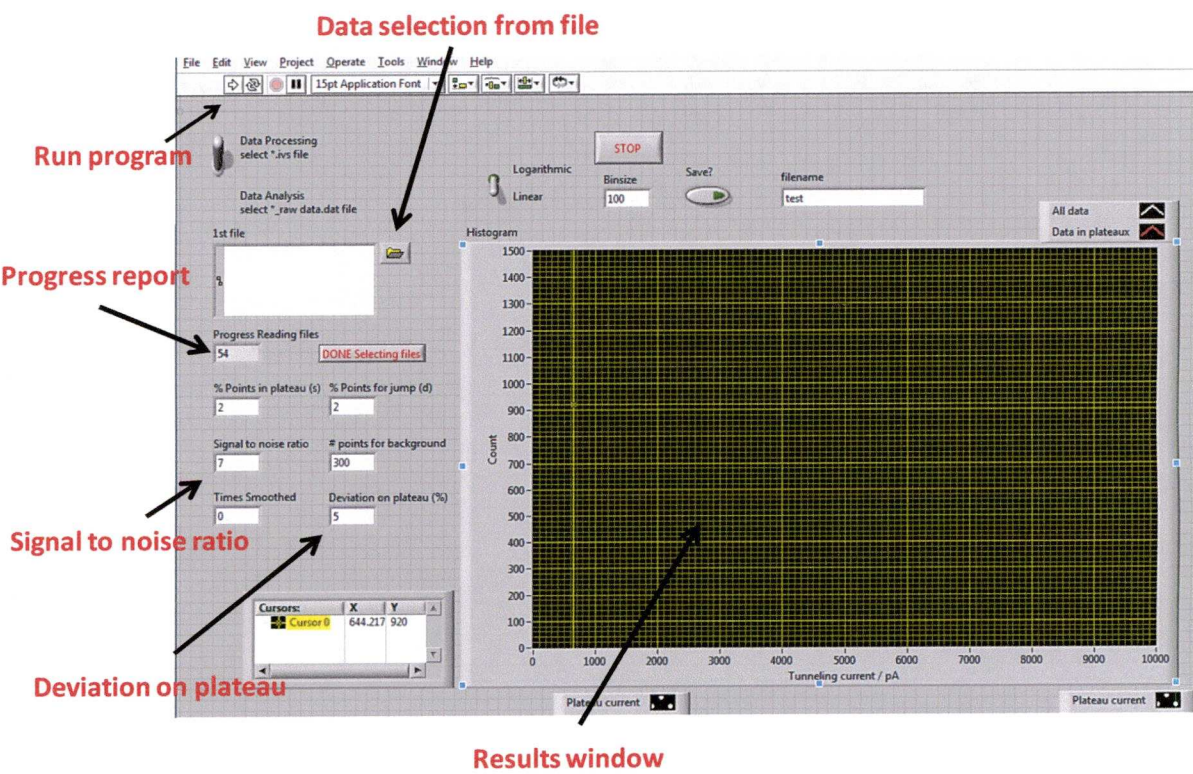 Data selection from file
File Edit View Project Operate Tools Window Help
15pt Application Font
Run program
Data Processing
select *.ivs file
Data Analysis
select *_raw data.dat file
STOP
Logarithmic
Linear
Binsize
100
Save?
filename
test
All data
Data in plateaux
1st file
Progress report
Progress Reading files
54
DONE Selecting files
% Points in plateau (s) % Points for jump (d)
2 2
Signal to noise ratio # points for background
7 300
Times Smoothed Deviation on plateau (%)
0 5
Signal to noise ratio
Cursors: X Y
Cursor 0 644.217 920
Deviation on plateau
Histogram
1500
1400
1300
1200
1100
1000
900
800
700
600
500
400
300
200
100
0
Count
0 1000 2000 3000 4000 5000 6000 7000 8000 9000 10000
Tunneling current / pA
Plateau current
Plateau current
Results window